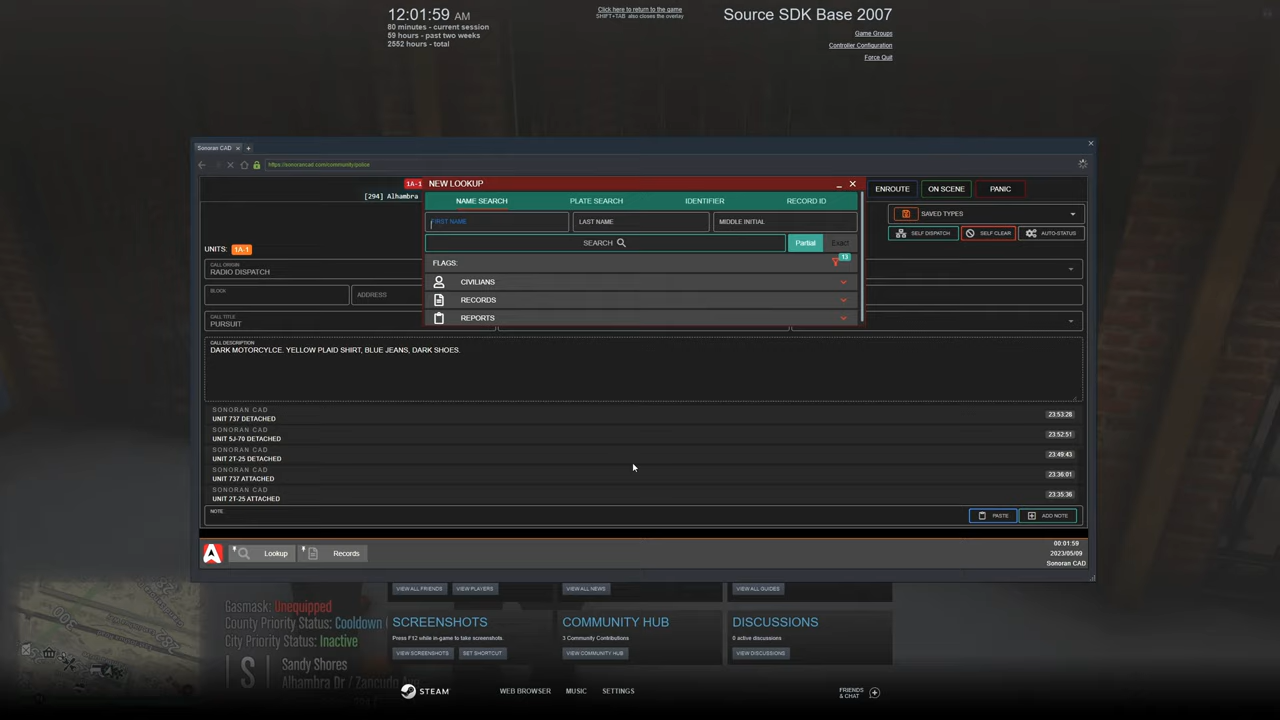 12:01:59 AM
80 minutes - current session
59 hours - past two weeks
2552 hours - total
Click here to return to the game
SHIFT+TAB also closes the overlay
Source SDK Base 2007
Game Groups
Controller Configuration
Force Quit
Sonoran CAD
https://sonorancad.com/community/police
1A-1
NEW LOOKUP
[294] Alhambra
NAME SEARCH
PLATE SEARCH
IDENTIFIER
RECORD ID
ENROUTE
ON SCENE
PANIC
FIRST NAME
LAST NAME
MIDDLE INITIAL
SAVED TYPES
SELF DISPATCH
SELF CLEAR
AUTO-STATUS
SEARCH
Partial
Exact
UNITS: 1A-1
FLAGS:
13
CALL ORIGIN
RADIO DISPATCH
CIVILIANS
BLOCK
ADDRESS
RECORDS
CALL TITLE
PURSUIT
REPORTS
CALL DESCRIPTION
DARK MOTORCYLCE. YELLOW PLAID SHIRT, BLUE JEANS, DARK SHOES.
SONORAN CAD
UNIT 737 DETACHED
23:53:28
SONORAN CAD
UNIT 5J-70 DETACHED
23:52:51
SONORAN CAD
UNIT 2T-25 DETACHED
23:49:43
SONORAN CAD
UNIT 737 ATTACHED
23:36:01
SONORAN CAD
UNIT 2T-25 ATTACHED
23:35:36
NOTE
PASTE
ADD NOTE
Lookup
Records
00:01:59
2023/05/09
Sonoran CAD
VIEW ALL FRIENDS
VIEW PLAYERS
VIEW ALL NEWS
VIEW ALL GUIDES
Gasmask: Unequipped
County Priority Status: Cooldown
City Priority Status: Inactive
S
Sandy Shores
Alhambra Dr / Zancudo
SCREENSHOTS
Press F12 while in-game to take screenshots.
VIEW SCREENSHOTS
SET SHORTCUT
COMMUNITY HUB
3 Community Contributions
VIEW COMMUNITY HUB
DISCUSSIONS
0 active discussions
VIEW DISCUSSIONS
STEAM
WEB BROWSER
MUSIC
SETTINGS
FRIENDS
& CHAT